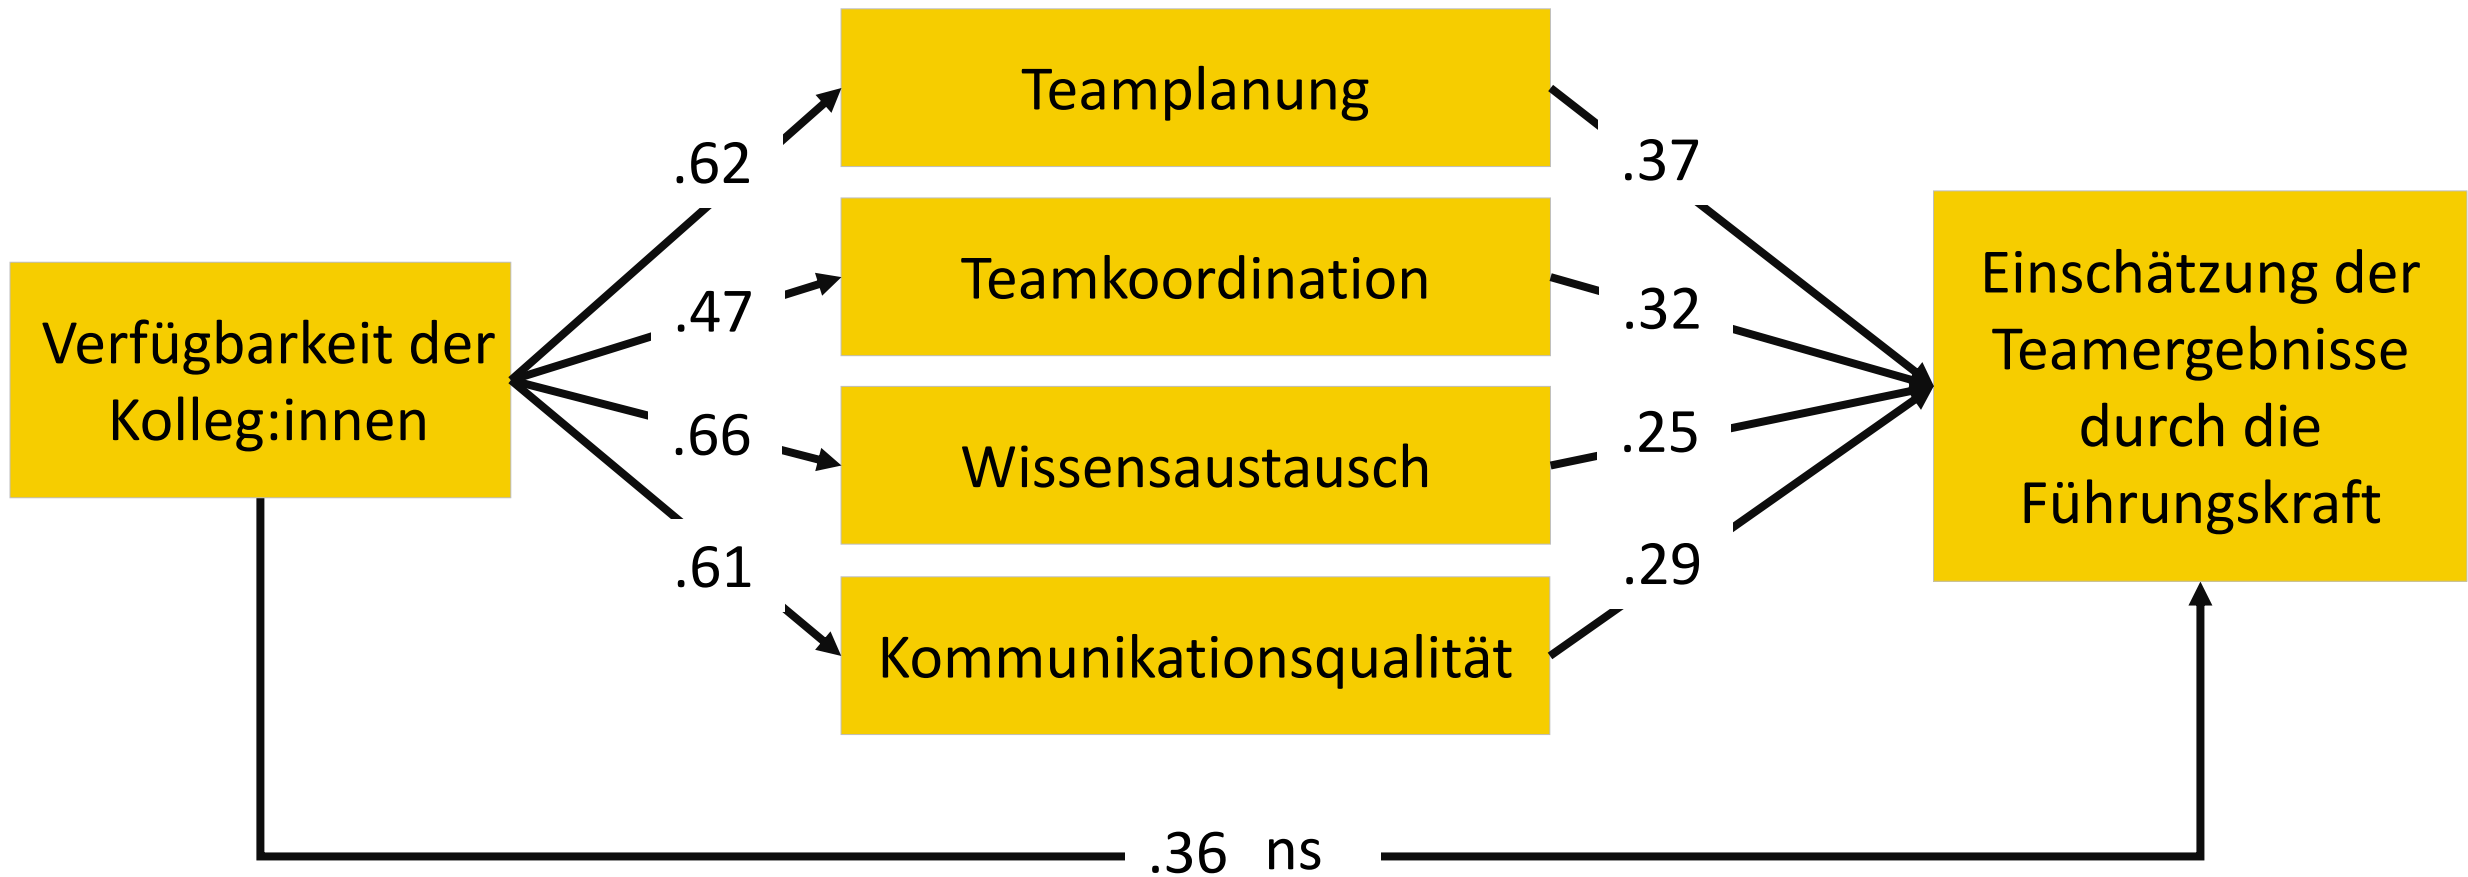 Teamplanung
.62
.37
Teamkoordination
.47
.32
Verfügbarkeit der
Kolleg:innen
Einschätzung der
Teamergebnisse
durch die
Führungskraft
Wissensaustausch
.66
.25
.61
.29
Kommunikationsqualität
.36 ns